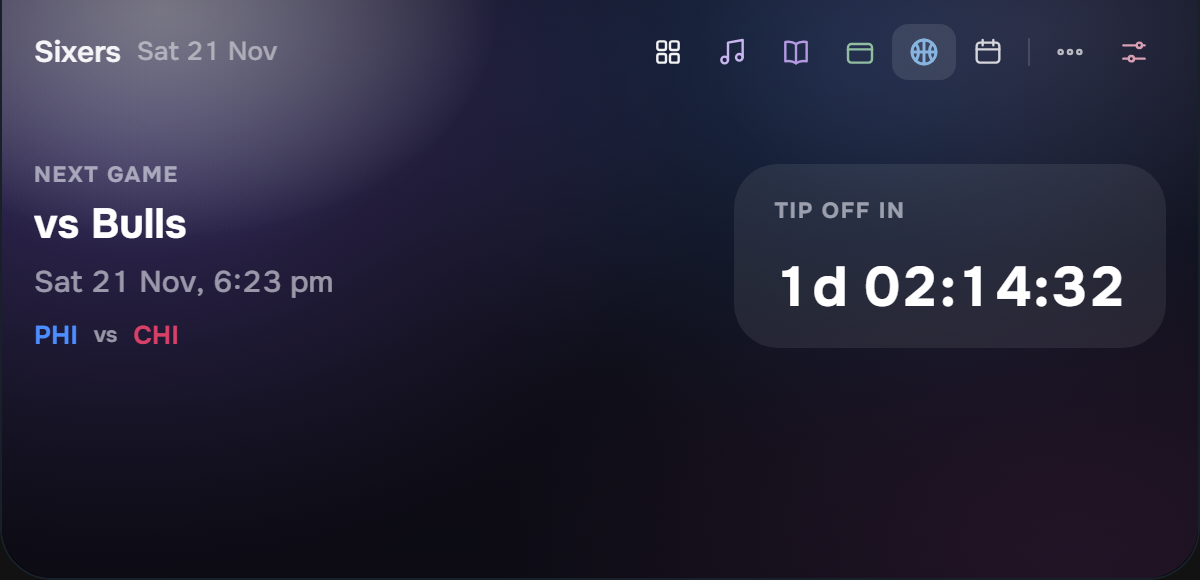 Sixers Sat 21 Nov
NEXT GAME
vs Bulls
Sat 21 Nov, 6:23 pm
PHI vs CHI
TIP OFF IN
1d 02:14:32